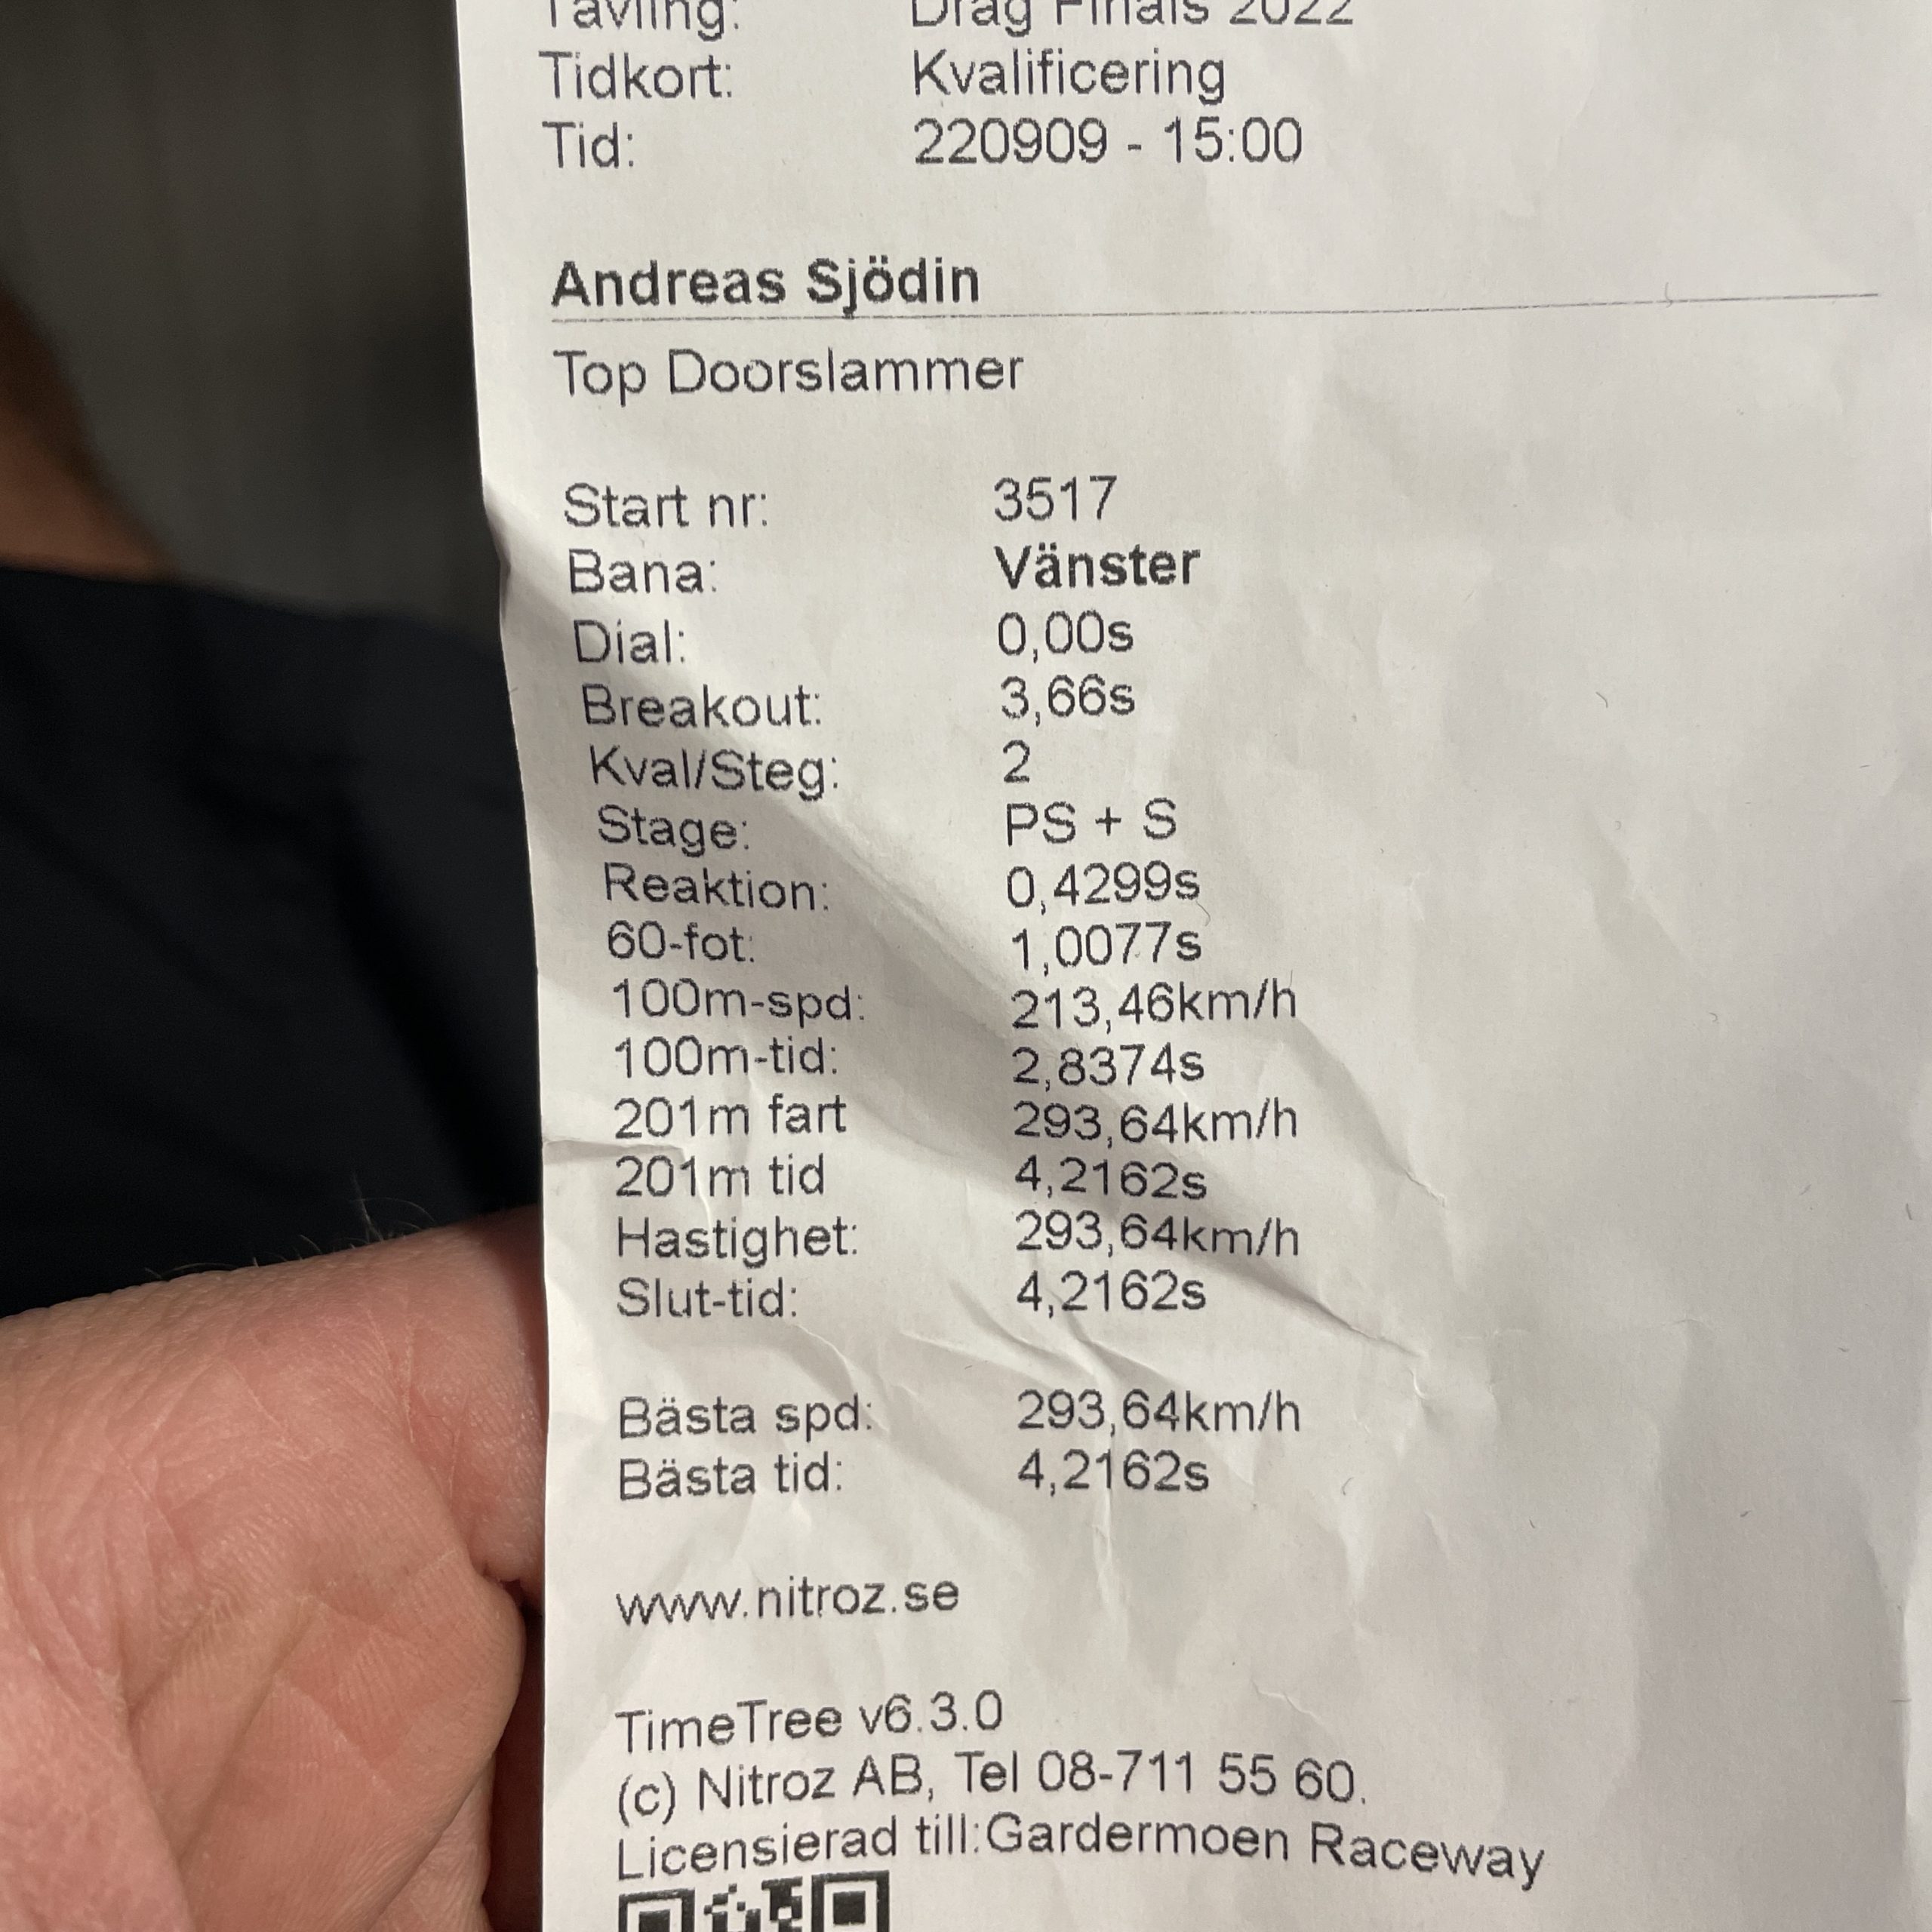 Tävling: Drag Finals 2022
Tidkort: Kvalificering
Tid: 220909 - 15:00
Andreas Sjödin
Top Doorslammer
Start nr: 3517
Bana: Vänster
Dial: 0,00s
Breakout: 3,66s
Kval/Steg: 2
Stage: PS + S
Reaktion: 0,4299s
60-fot: 1,0077s
100m-spd: 213,46km/h
100m-tid: 2,8374s
201m fart 293,64km/h
201m tid 4,2162s
Hastighet: 293,64km/h
Slut-tid: 4,2162s
Bästa spd: 293,64km/h
Bästa tid: 4,2162s
www.nitroz.se
TimeTree v6.3.0
(c) Nitroz AB, Tel 08-711 55 60.
Licensierad till:Gardermoen Raceway